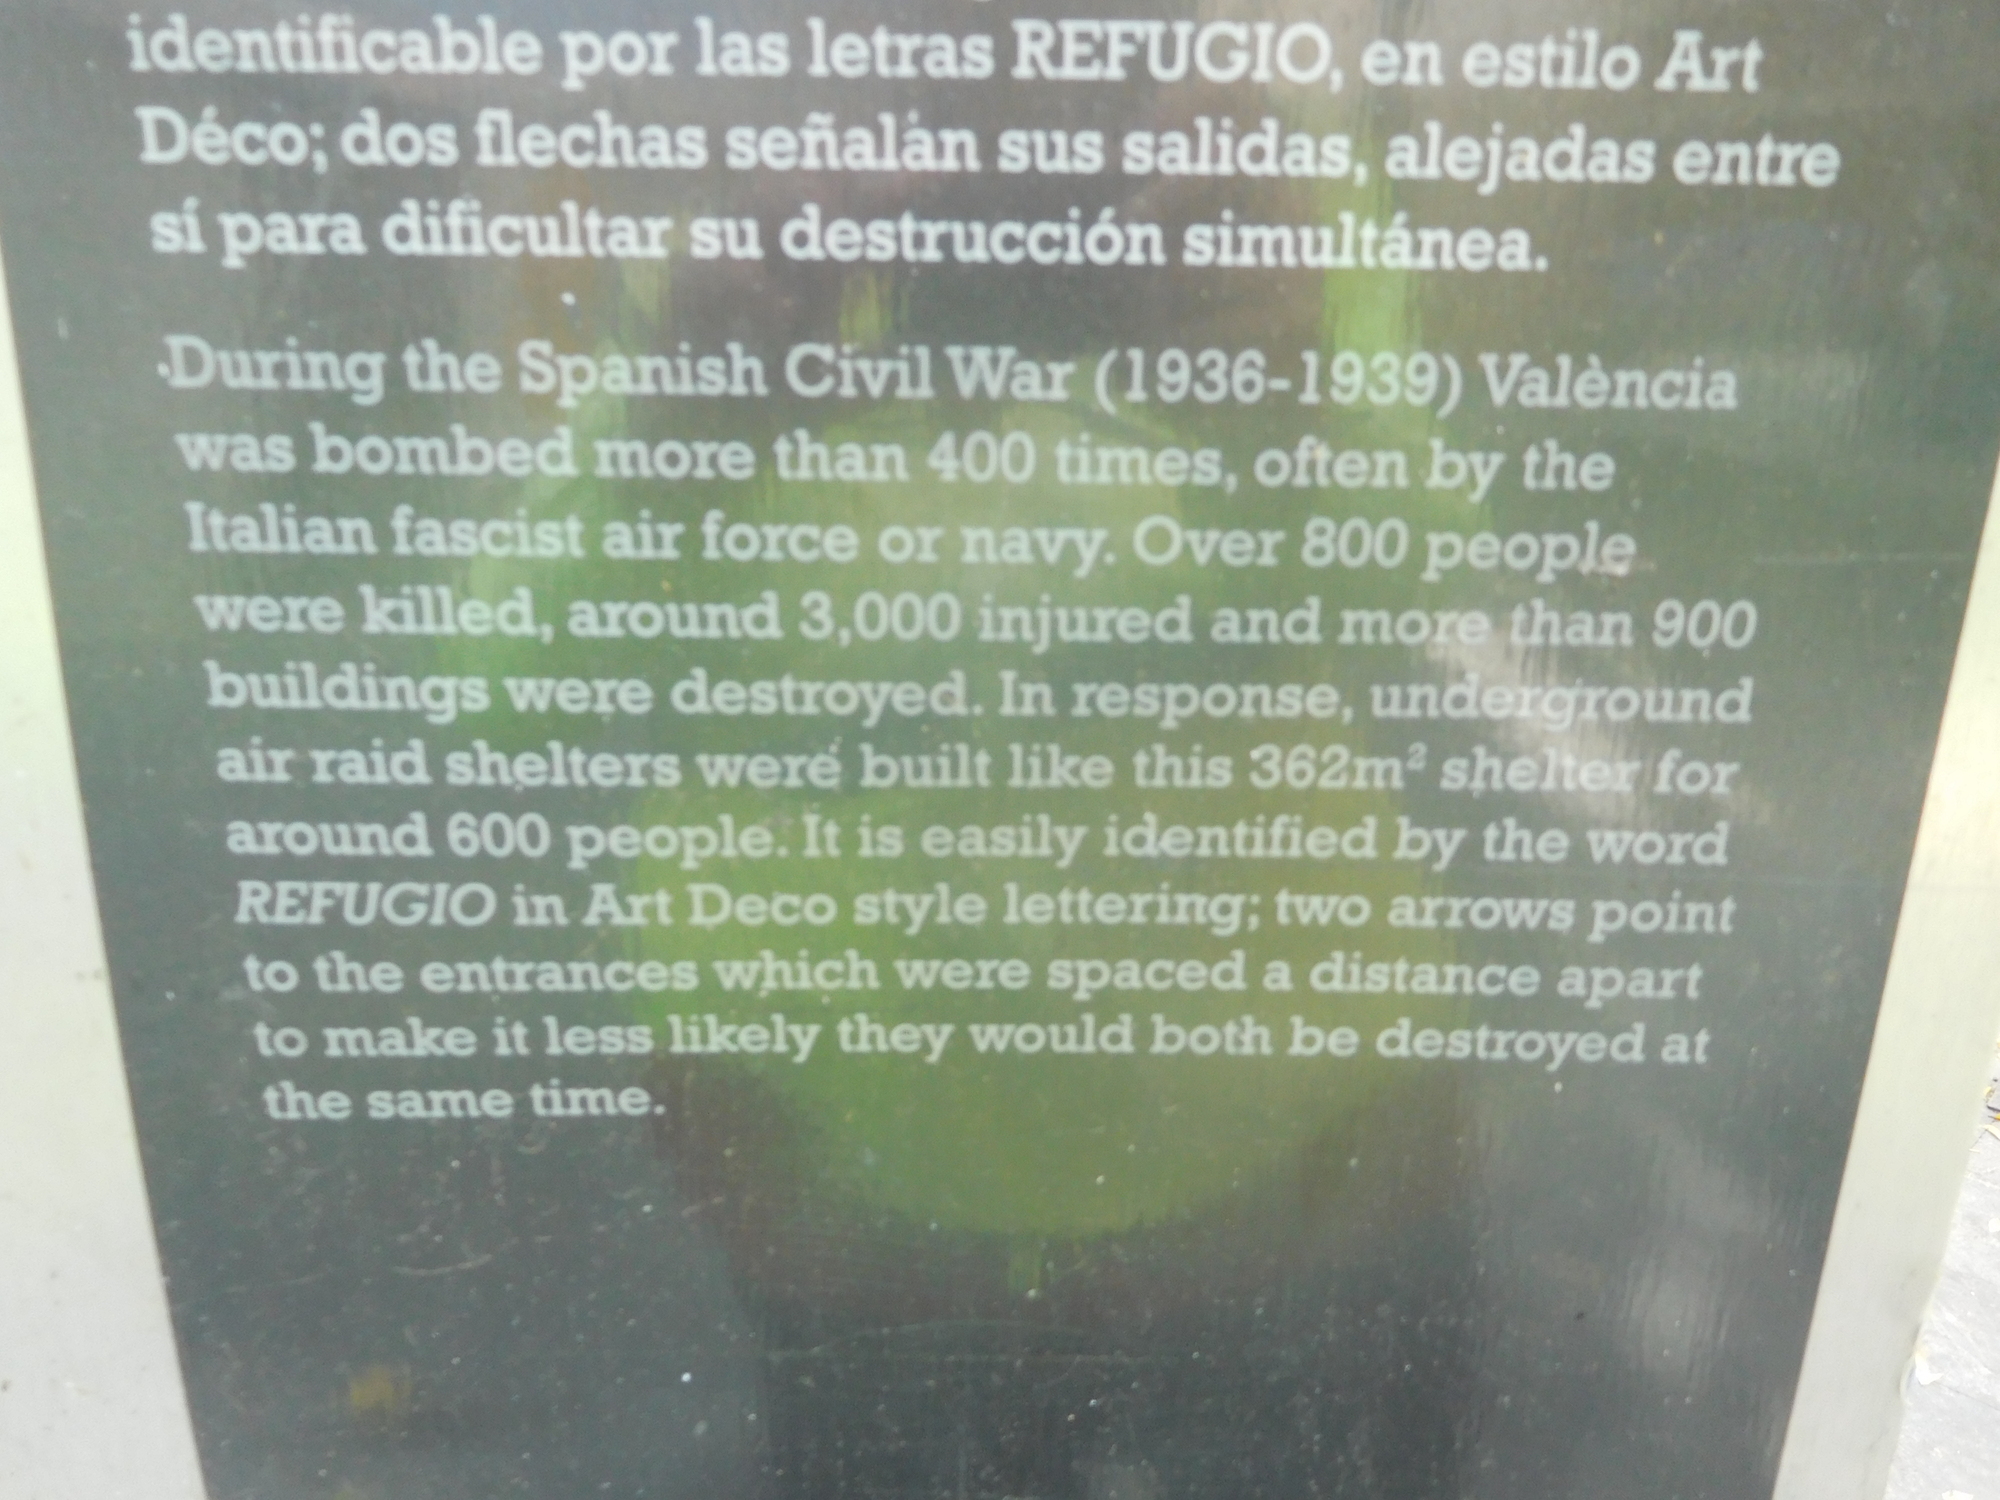 identificable por las letras REFUGIO, en estilo Art
Déco; dos flechas señalan sus salidas, alejadas entre
sí para dificultar su destrucción simultánea.
During the Spanish Civil War (1936-1939) València
was bombed more than 400 times, often by the
Italian fascist air force or navy. Over 800 people
were killed, around 3,000 injured and more than 900
buildings were destroyed. In response, underground
air raid shelters were built like this 362m² shelter for
around 600 people. It is easily identified by the word
REFUGIO in Art Deco style lettering; two arrows point
to the entrances which were spaced a distance apart
to make it less likely they would both be destroyed at
the same time.